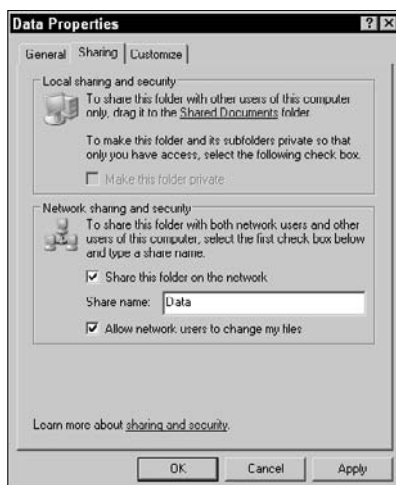 Data Properties
General Sharing Customize
Local sharing and security
To share this folder with other users of this computer
only, drag it to the Shared Documents folder.
To make this folder and its subfolders private so that
only you have access, select the following check box.
Make this folder private
Network sharing and security
To share this folder with both network users and other
users of this computer, select the first check box below
and type a share name.
Share this folder on the network
Share name: Data
Allow network users to change my files
Learn more about sharing and security.
OK Cancel Apply